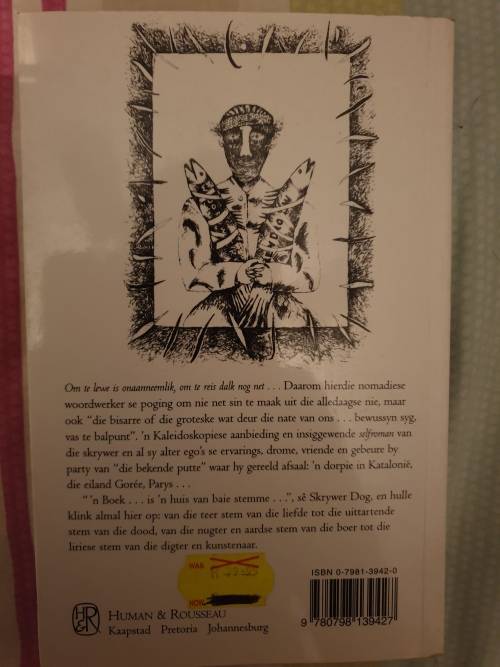 Om te lewe is onaanneemlik, om te reis dalk nog net . . . Daarom hierdie nomadiese
woordwerker se poging om nie net sin te maak uit die alledaagse nie, maar
ook “die bisarre of die groteske wat deur die nate van ons . . . bewussyn syg,
vas te balpunt”. ’n Kaleidoskopiese aanbieding en insiggewende selfroman van
die skrywer en al sy alter ego’s se ervarings, drome, vriende en gebeure by
party van “die bekende putte” waar hy gereeld afsaal: ’n dorpie in Katalonië,
die eiland Gorée, Parys . . .
“ ’n Boek . . . is ’n huis van baie stemme . . .”, sê Skrywer Dog, en hulle
klink almal hier op: van die teer stem van die liefde tot die uittartende
stem van die dood, van die nugter en aardse stem van die boer tot die
liriese stem van die digter en kunstenaar.
WAS
NOW
ISBN 0-7981-3942-0
9 780798 139427
H&R
HUMAN & ROUSSEAU
Kaapstad Pretoria Johannesburg